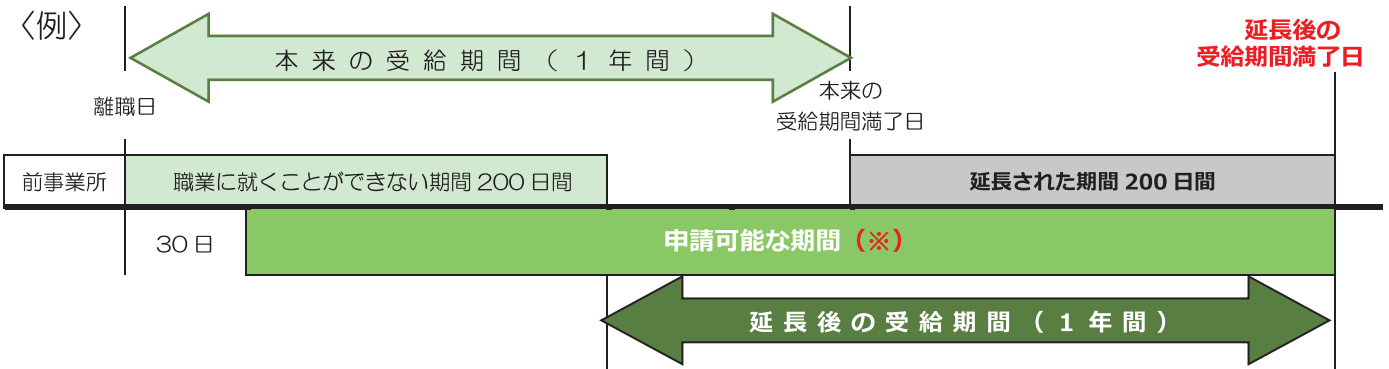 〈例〉
本来の受給期間（1年間）
延長後の
受給期間満了日
離職日
本来の
受給期間満了日
前事業所
職業に就くことができない期間 200 日間
延長された期間 200 日間
30 日
申請可能な期間（※）
延長後の受給期間（1年間）